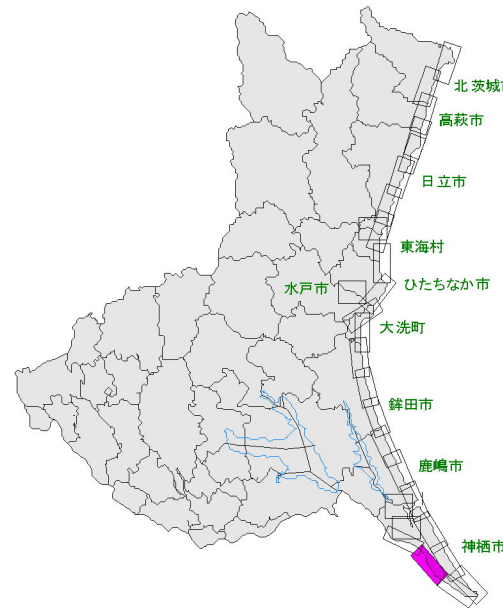 北茨城市
高萩市
日立市
東海村
ひたちなか市
水戸市
大洗町
鉾田市
鹿嶋市
神栖市